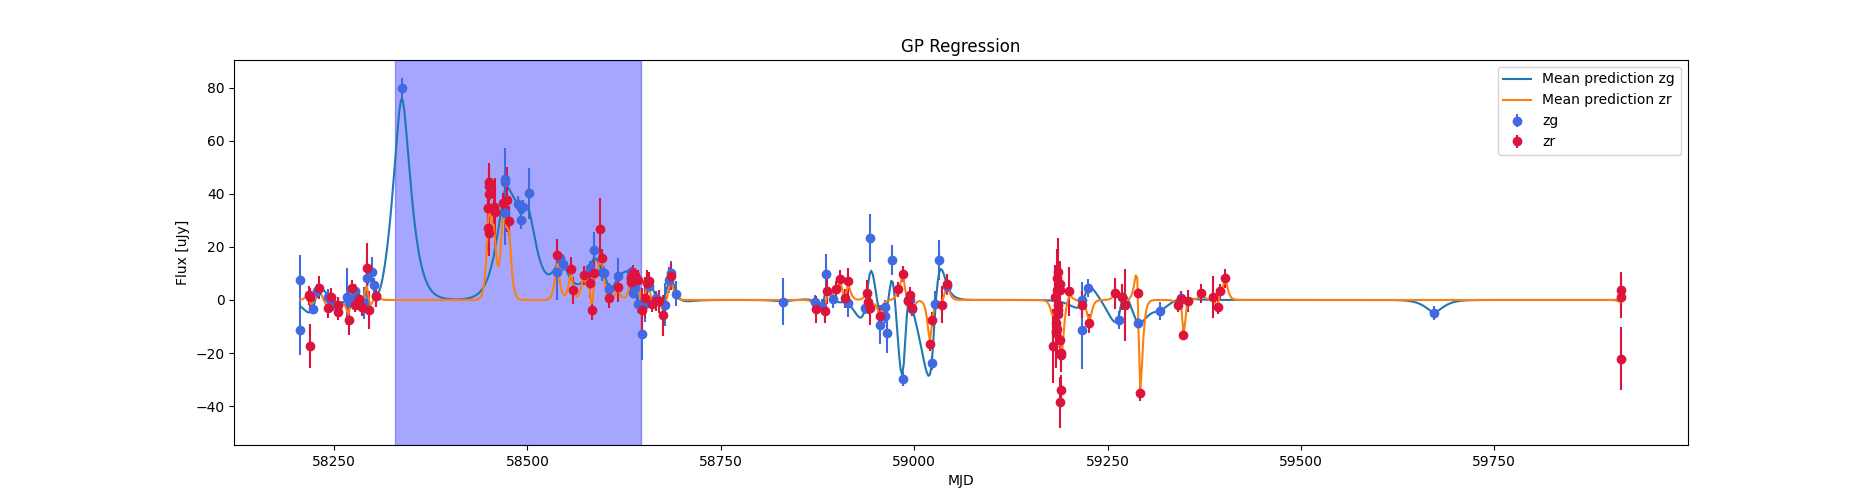 GP Regression
Flux [uJy]
80
60
40
20
0
−20
−40
58250
58500
58750
59000
59250
59500
59750
MJD
Mean prediction zg
Mean prediction zr
zg
zr